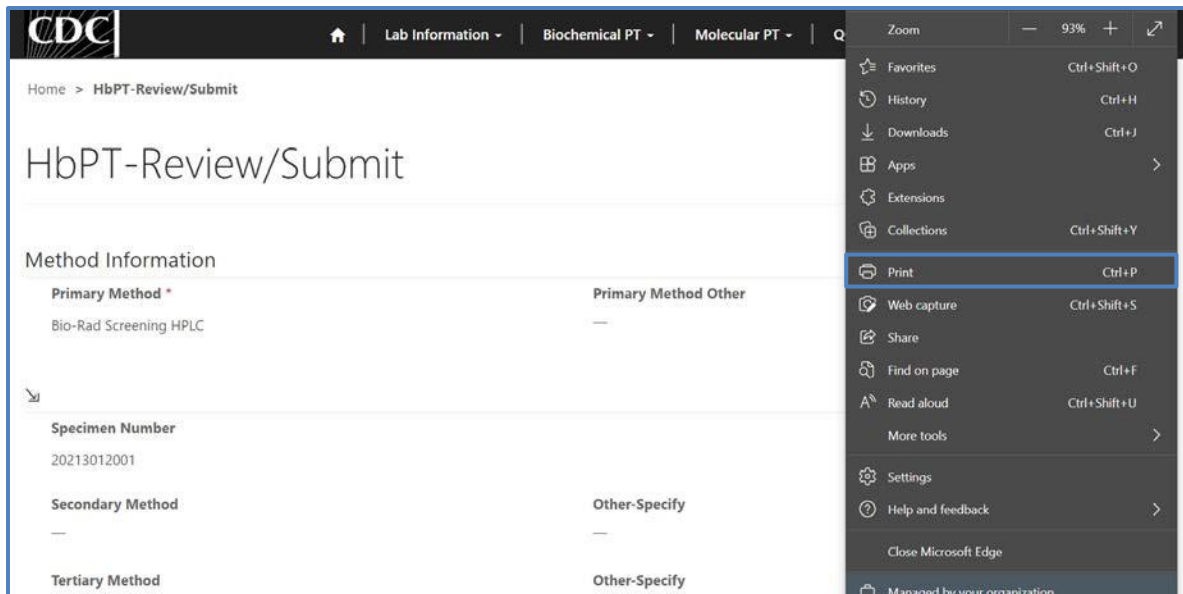 CDC
Lab Information
Biochemical PT
Molecular PT
Q
Home > HbPT-Review/Submit
HbPT-Review/Submit
Method Information
Primary Method *
Primary Method Other
Bio-Rad Screening HPLC
—
Specimen Number
20213012001
Secondary Method
Other-Specify
—
—
Tertiary Method
Other-Specify
Zoom — 93% +
Favorites Ctrl+Shift+O
History Ctrl+H
Downloads Ctrl+J
Apps
Extensions
Collections Ctrl+Shift+Y
Print Ctrl+P
Web capture Ctrl+Shift+S
Share
Find on page Ctrl+F
Read aloud Ctrl+Shift+U
More tools
Settings
Help and feedback
Close Microsoft Edge
Managed by your organization